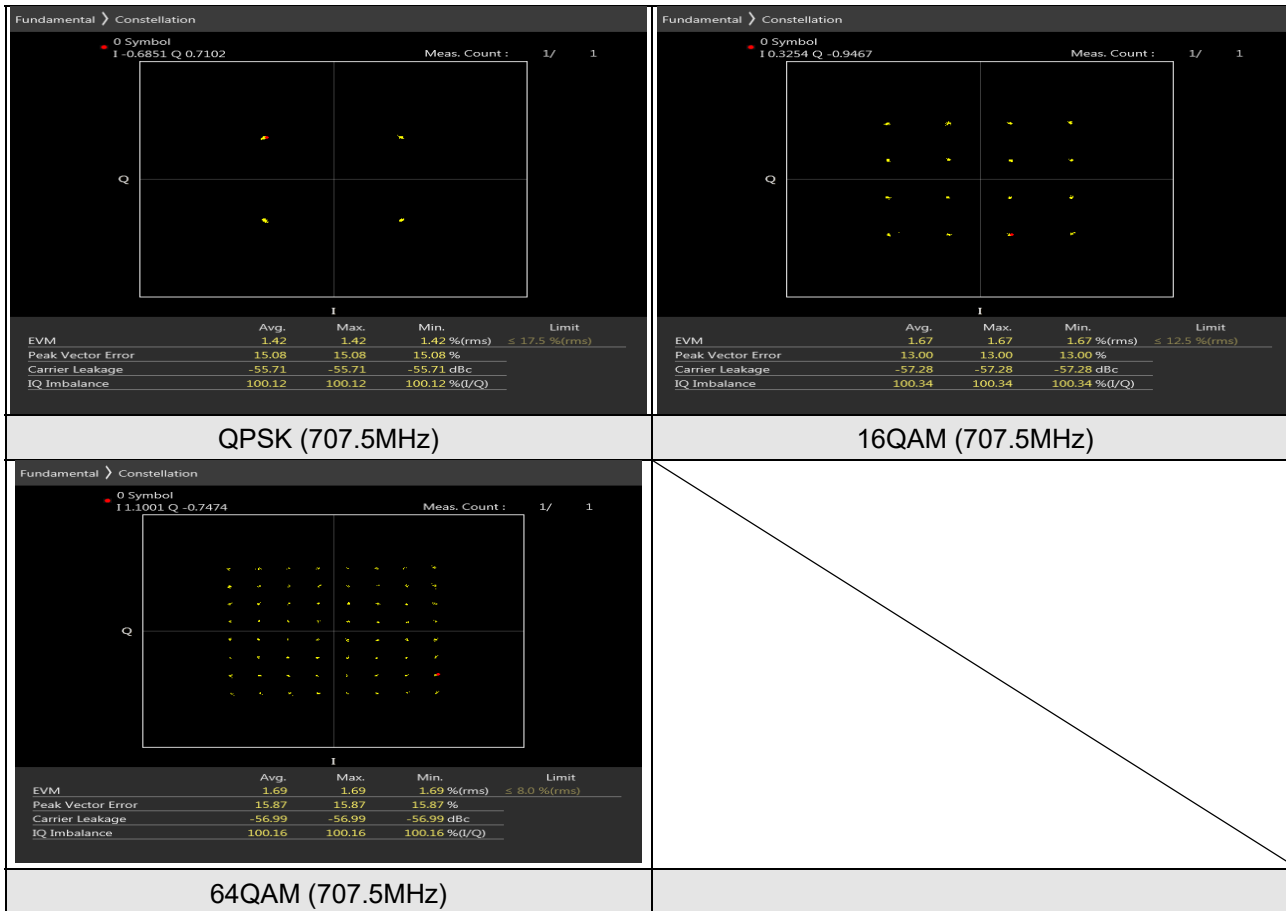 Fundamental ❯ Constellation
0 Symbol
I -0.6851 Q 0.7102 Meas. Count : 1/ 1
Q
I
Avg. Max. Min. Limit
EVM 1.42 1.42 1.42 %(rms) ≤ 17.5 %(rms)
Peak Vector Error 15.08 15.08 15.08 %
Carrier Leakage -55.71 -55.71 -55.71 dBc
IQ Imbalance 100.12 100.12 100.12 %(I/Q)
QPSK (707.5MHz)
Fundamental ❯ Constellation
0 Symbol
I 0.3254 Q -0.9467 Meas. Count : 1/ 1
Q
I
Avg. Max. Min. Limit
EVM 1.67 1.67 1.67 %(rms) ≤ 12.5 %(rms)
Peak Vector Error 13.00 13.00 13.00 %
Carrier Leakage -57.28 -57.28 -57.28 dBc
IQ Imbalance 100.34 100.34 100.34 %(I/Q)
16QAM (707.5MHz)
Fundamental ❯ Constellation
0 Symbol
I 1.1001 Q -0.7474 Meas. Count : 1/ 1
Q
I
Avg. Max. Min. Limit
EVM 1.69 1.69 1.69 %(rms) ≤ 8.0 %(rms)
Peak Vector Error 15.87 15.87 15.87 %
Carrier Leakage -56.99 -56.99 -56.99 dBc
IQ Imbalance 100.16 100.16 100.16 %(I/Q)
64QAM (707.5MHz)